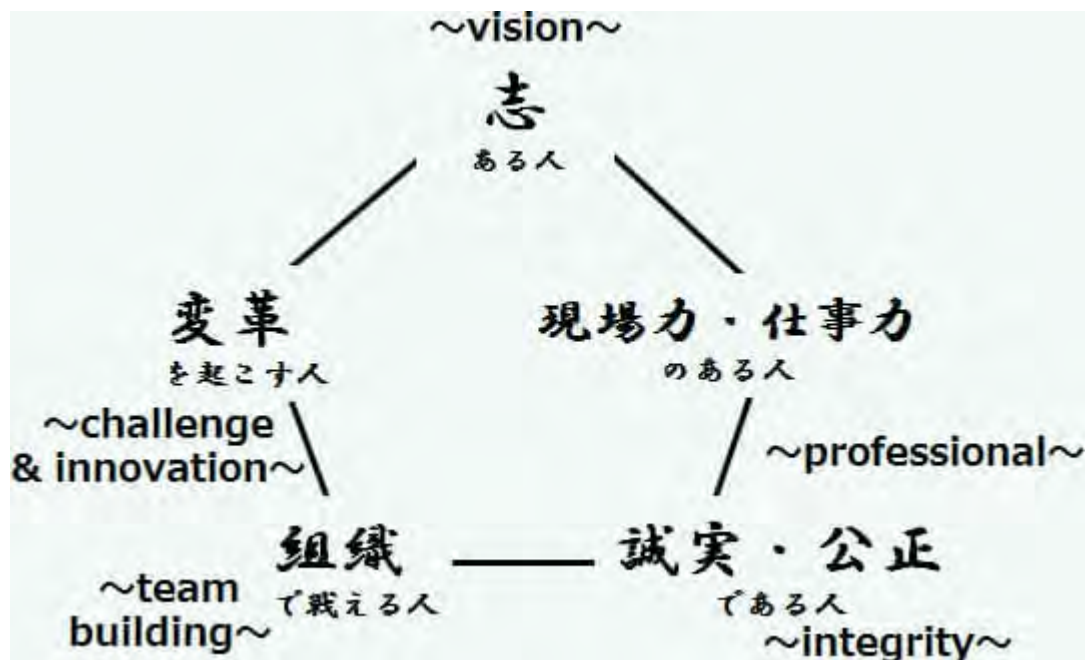 ～vision～
志
ある人
変革
を起こす人
～challenge
& innovation～
現場力・仕事力
のある人
～professional～
組織
で戦える人
～team
building～
誠実・公正
である人
～integrity～